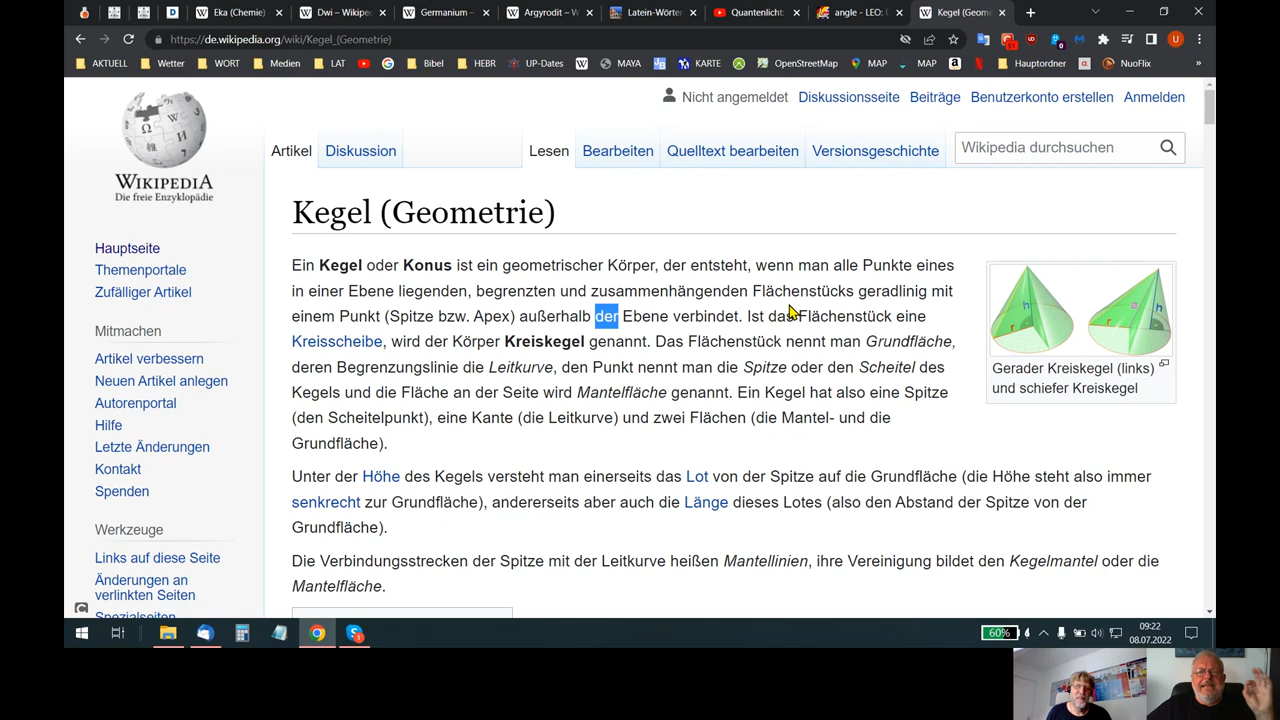 Eka (Chemie)
Dwi – Wikipe
Germanium –
Argyrodit – W
Latein-Wörter
Quantenlicht
angle - LEO: Ü
Kegel (Geome
https://de.wikipedia.org/wiki/Kegel_(Geometrie)
AKTUELL Wetter WORT Medien LAT Bibel HEBR UP-Dates MAYA KARTE OpenStreetMap MAP MAP Hauptordner NuoFlix »
Nicht angemeldet Diskussionsseite Beiträge Benutzerkonto erstellen Anmelden
WIKIPEDIA
Die freie Enzyklopädie
Artikel Diskussion Lesen Bearbeiten Quelltext bearbeiten Versionsgeschichte Wikipedia durchsuchen
Hauptseite
Themenportale
Zufälliger Artikel
Mitmachen
Artikel verbessern
Neuen Artikel anlegen
Autorenportal
Hilfe
Letzte Änderungen
Kontakt
Spenden
Werkzeuge
Links auf diese Seite
Änderungen an
verlinkten Seiten
Spezialseiten
Kegel (Geometrie)
Ein Kegel oder Konus ist ein geometrischer Körper, der entsteht, wenn man alle Punkte eines
in einer Ebene liegenden, begrenzten und zusammenhängenden Flächenstücks geradlinig mit
einem Punkt (Spitze bzw. Apex) außerhalb der Ebene verbindet. Ist das Flächenstück eine
Kreisscheibe, wird der Körper Kreiskegel genannt. Das Flächenstück nennt man Grundfläche,
deren Begrenzungslinie die Leitkurve, den Punkt nennt man die Spitze oder den Scheitel des
Kegels und die Fläche an der Seite wird Mantelfläche genannt. Ein Kegel hat also eine Spitze
(den Scheitelpunkt), eine Kante (die Leitkurve) und zwei Flächen (die Mantel- und die
Grundfläche).
Gerader Kreiskegel (links)
und schiefer Kreiskegel
Unter der Höhe des Kegels versteht man einerseits das Lot von der Spitze auf die Grundfläche (die Höhe steht also immer
senkrecht zur Grundfläche), andererseits aber auch die Länge dieses Lotes (also den Abstand der Spitze von der
Grundfläche).
Die Verbindungsstrecken der Spitze mit der Leitkurve heißen Mantellinien, ihre Vereinigung bildet den Kegelmantel oder die
Mantelfläche.
60%
09:22
08.07.2022